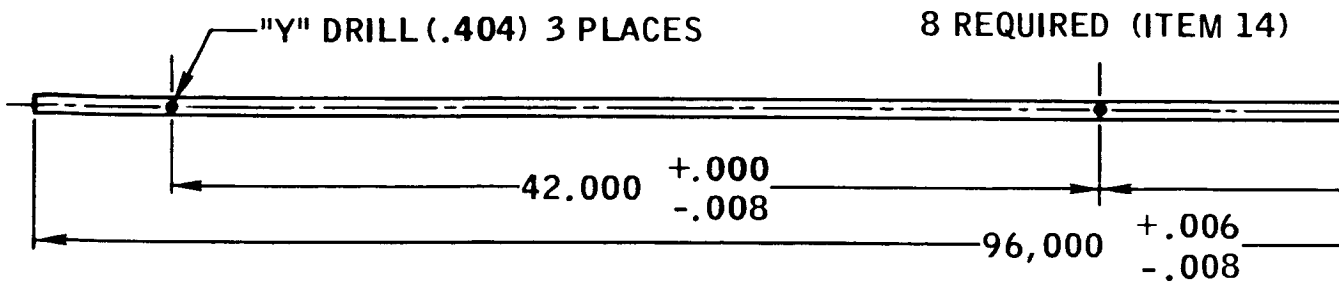 "Y" DRILL (.404) 3 PLACES
8 REQUIRED (ITEM 14)
42.000 +.000
-.008
96,000 +.006
-.008